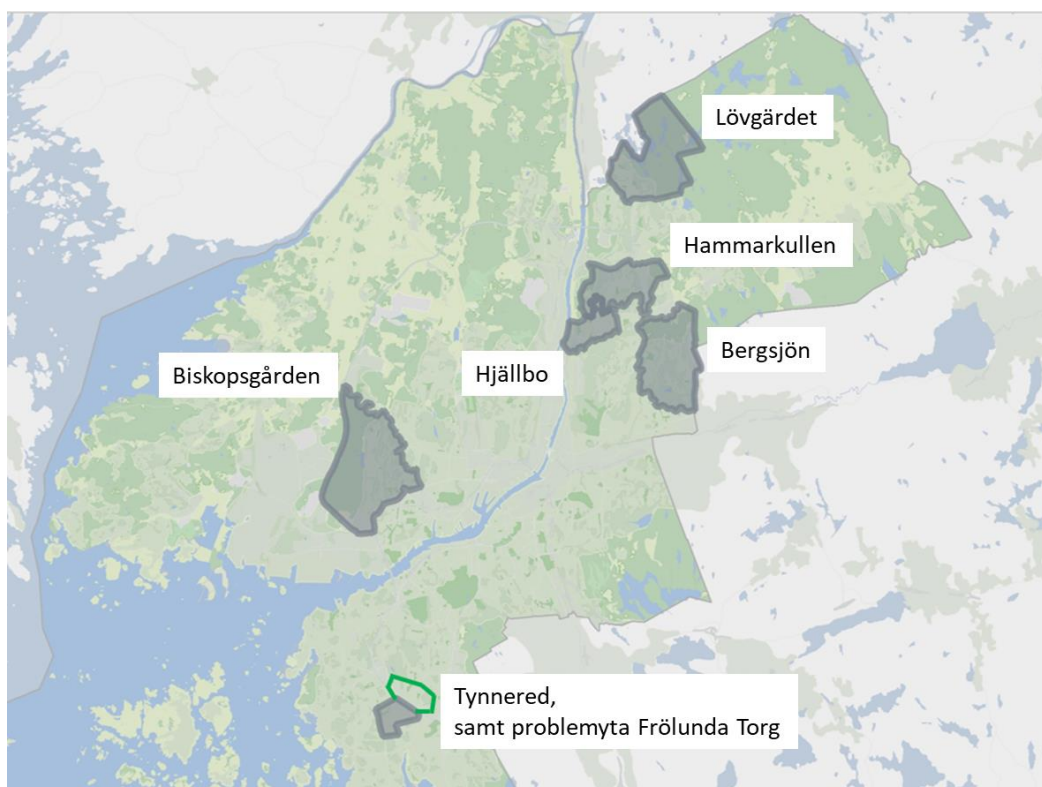 Lövgärdet
Hammarkullen
Bergsjön
Hjällbo
Biskopsgården
Tynnered,
samt problemyta Frölunda Torg